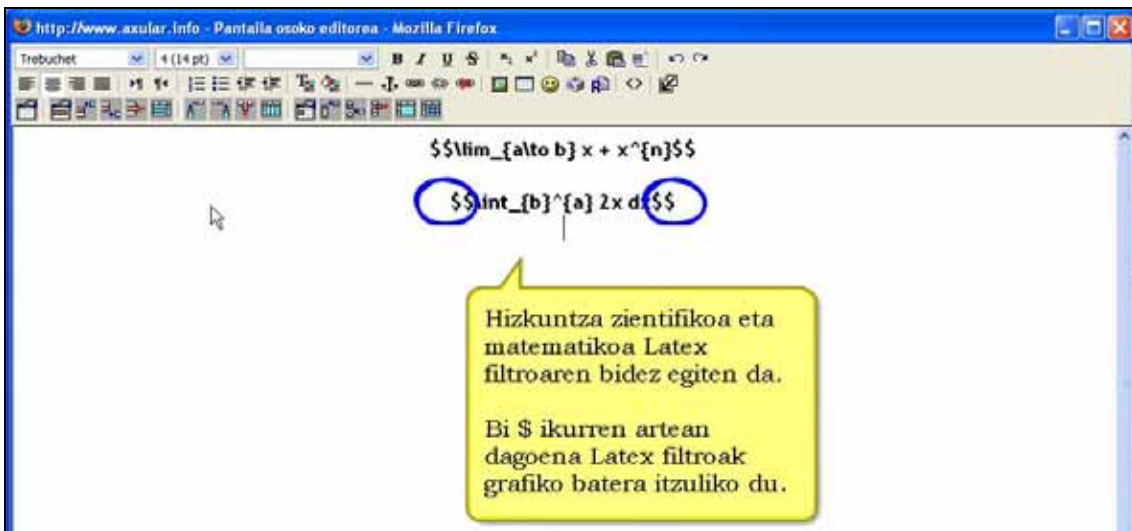 http://www.axular.info - Pantaila osoko editorea - Mozilla Firefox
Trebuchet 4 (14 pt) B I U S
$$\lim_{a\to b} x + x^{n}$$
$$\int_{b}^{a} 2x d $$
Hizkuntza zientifikoa eta
matematikoa Latex
filtroaren bidez egiten da.
Bi $ ikurren artean
dagoena Latex filtroak
grafiko batera itzuliko du.